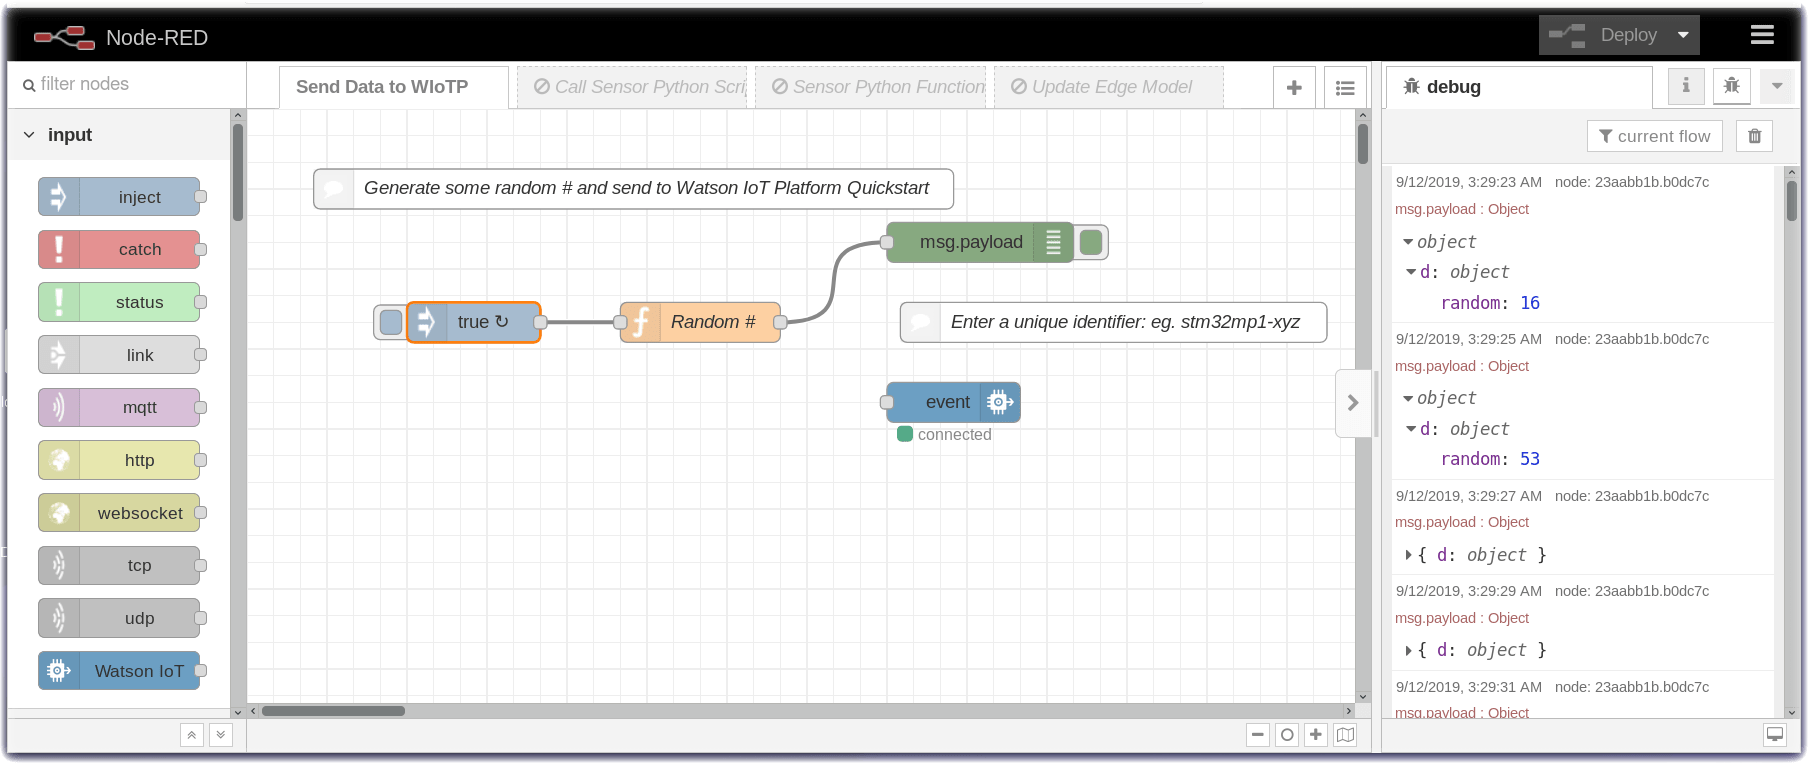 Node-RED
Deploy
filter nodes
Send Data to WIoTP
Call Sensor Python Scri
Sensor Python Function
Update Edge Model
debug
i
current flow
input
inject
catch
status
link
mqtt
http
websocket
tcp
udp
Watson IoT
Generate some random # and send to Watson IoT Platform Quickstart
msg.payload
true ↻
Random #
Enter a unique identifier: eg. stm32mp1-xyz
event
connected
9/12/2019, 3:29:23 AM node: 23aabb1b.b0dc7c
msg.payload : Object
object
d: object
random: 16
9/12/2019, 3:29:25 AM node: 23aabb1b.b0dc7c
msg.payload : Object
object
d: object
random: 53
9/12/2019, 3:29:27 AM node: 23aabb1b.b0dc7c
msg.payload : Object
{ d: object }
9/12/2019, 3:29:29 AM node: 23aabb1b.b0dc7c
msg.payload : Object
{ d: object }
9/12/2019, 3:29:31 AM node: 23aabb1b.b0dc7c
msg.payload : Object